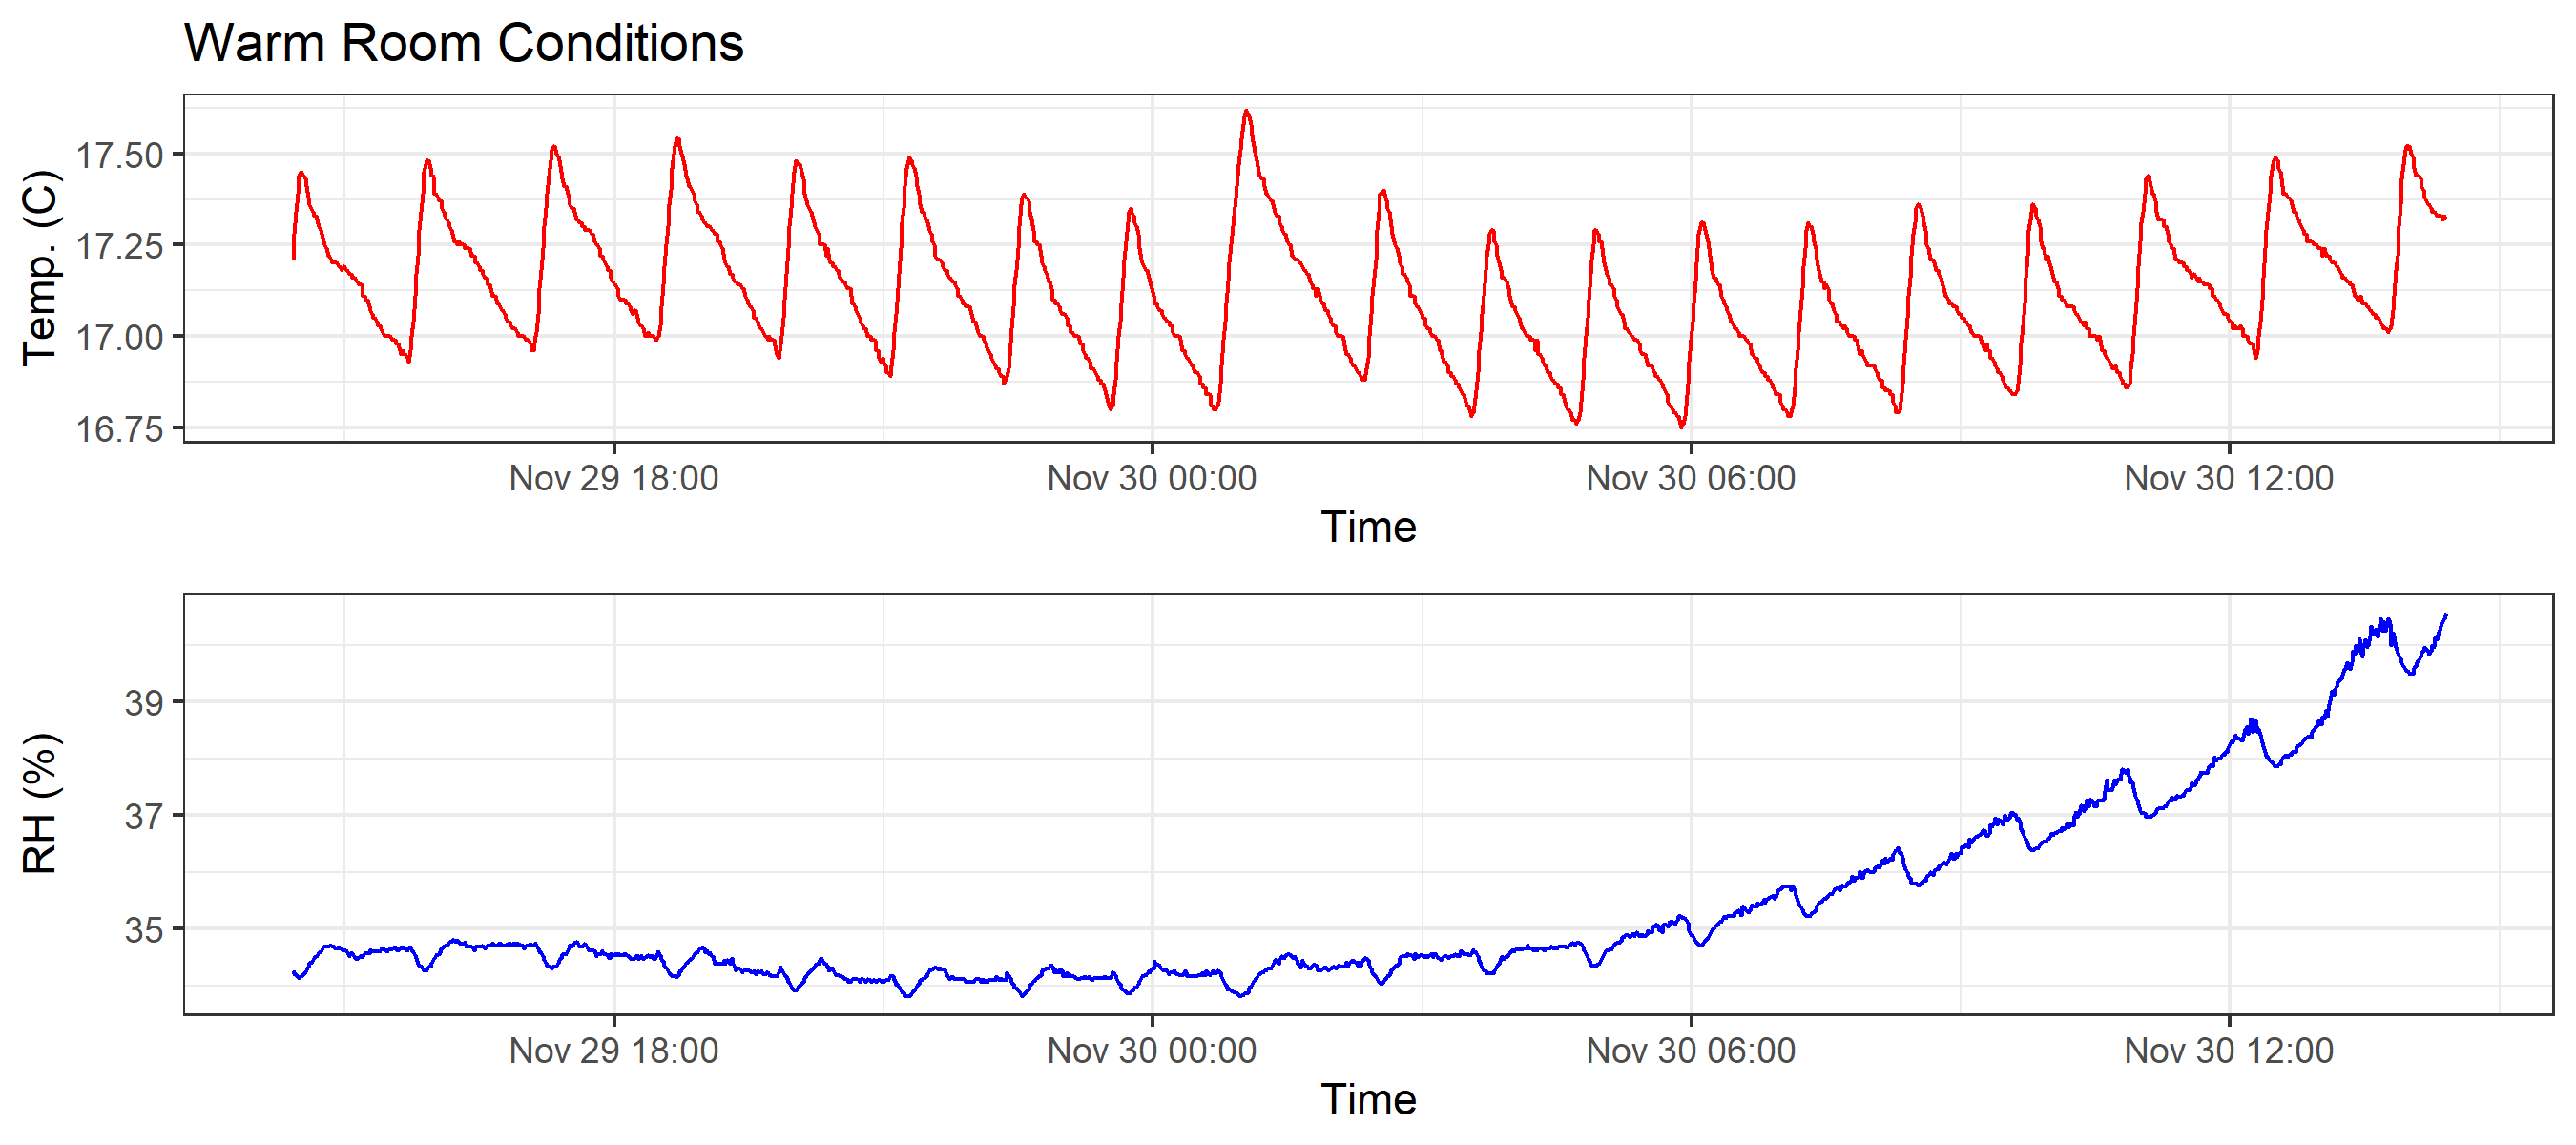 Warm Room Conditions
Temp. (C)
17.50
17.25
17.00
16.75
Nov 29 18:00 Nov 30 00:00 Nov 30 06:00 Nov 30 12:00
Time
RH (%)
39
37
35
Nov 29 18:00 Nov 30 00:00 Nov 30 06:00 Nov 30 12:00
Time